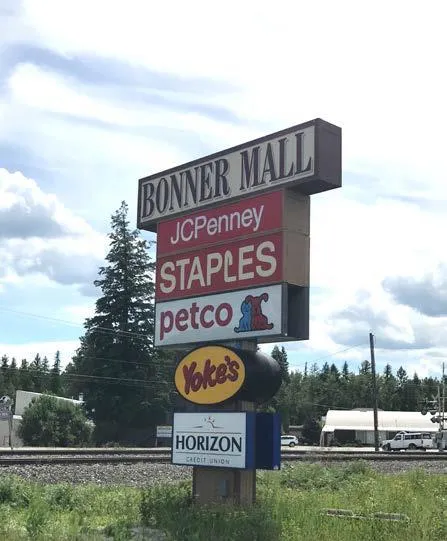 BONNER MALL
JCPenney
STAPLES
petco
Yoke's
HORIZON
CREDIT UNION